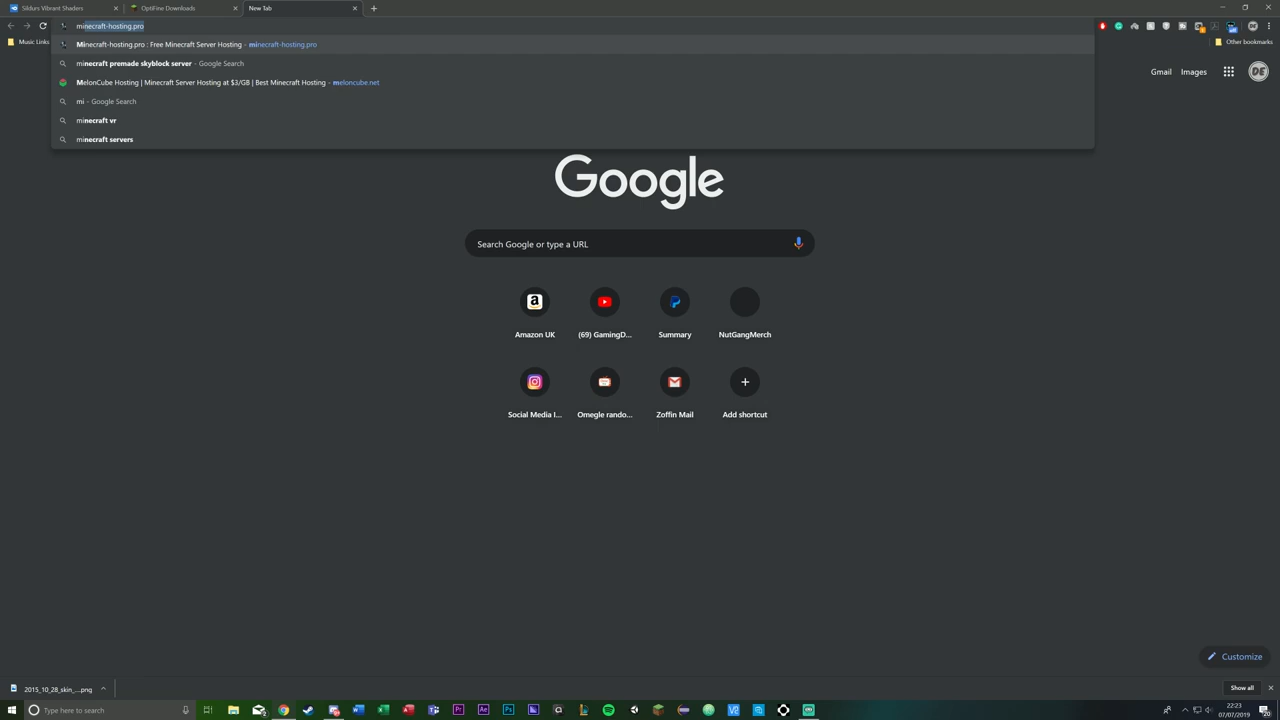 Sildurs Vibrant Shaders
OptiFine Downloads
New Tab
minecraft-hosting.pro
Music Links
Other bookmarks
Minecraft-hosting.pro : Free Minecraft Server Hosting - minecraft-hosting.pro
minecraft premade skyblock server - Google Search
MelonCube Hosting | Minecraft Server Hosting at $3/GB | Best Minecraft Hosting - meloncube.net
mi - Google Search
minecraft vr
minecraft servers
Gmail Images
DE
Google
Search Google or type a URL
Amazon UK
(69) GamingD...
Summary
NutGangMerch
Social Media I...
Omegle rando...
Zoffin Mail
Add shortcut
Customize
2015_10_28_skin_....png
Show all
Type here to search
22:23
07/07/2019